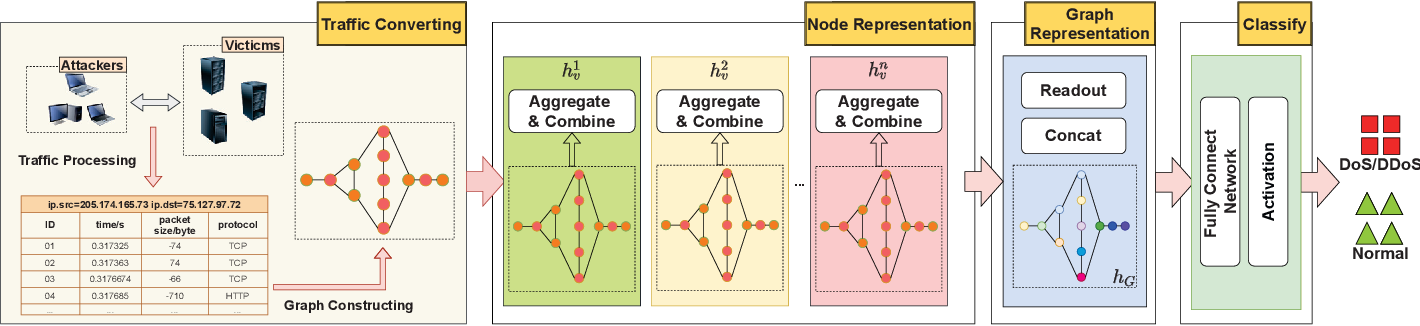 Traffic Converting
Victicms
Attackers
Traffic Processing
ip.src=205.174.165.73 ip.dst=75.127.97.72
ID time/s packet size/byte protocol
01 0.317325 -74 TCP
02 0.317363 74 TCP
03 0.3176674 -66 TCP
04 0.317685 -710 HTTP
... ... ... ...
Graph Constructing
Node Representation
h_v^1
Aggregate
& Combine
h_v^2
Aggregate
& Combine
...
h_v^n
Aggregate
& Combine
Graph
Representation
Readout
Concat
h_G
Classify
Fully Connect
Network
Activation
DoS/DDoS
Normal